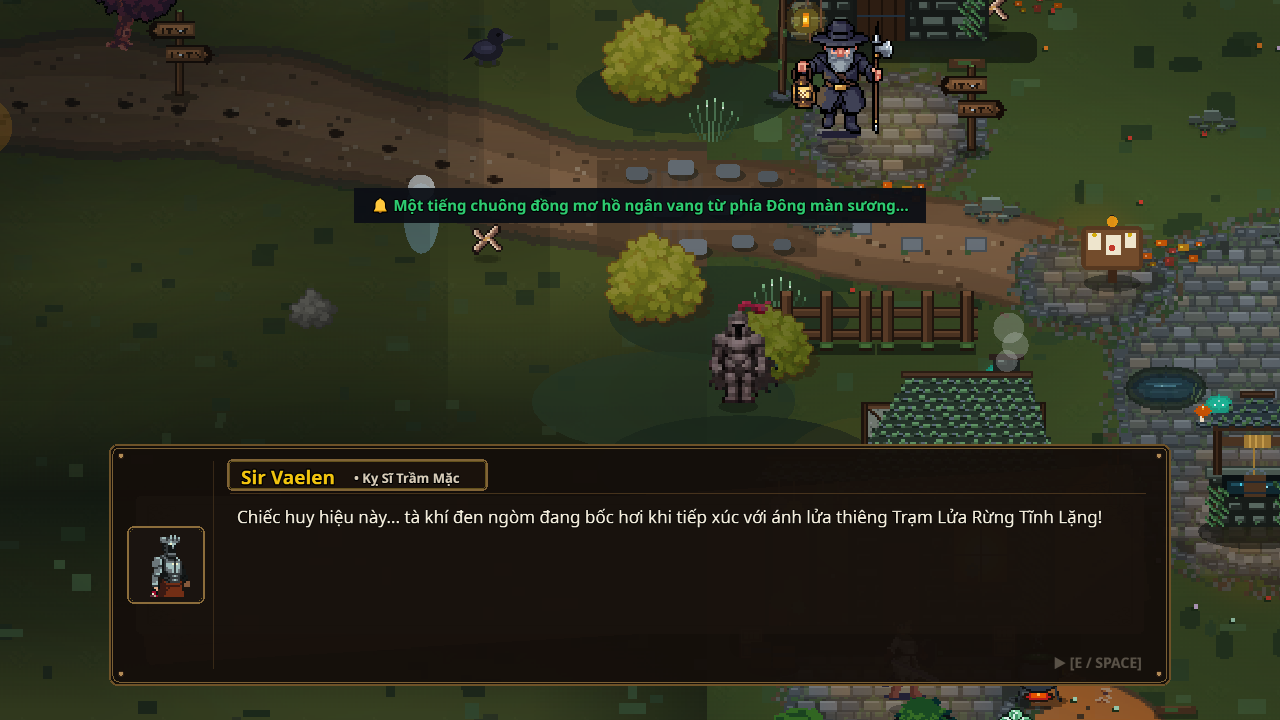 Một tiếng chuông đồng mơ hồ ngân vang từ phía Đông màn sương...
Sir Vaelen • Kỵ Sĩ Trầm Mặc
Chiếc huy hiệu này... tà khí đen ngòm đang bốc hơi khi tiếp xúc với ánh lửa thiêng Trạm Lửa Rừng Tĩnh Lặng!
▶ [E / SPACE]